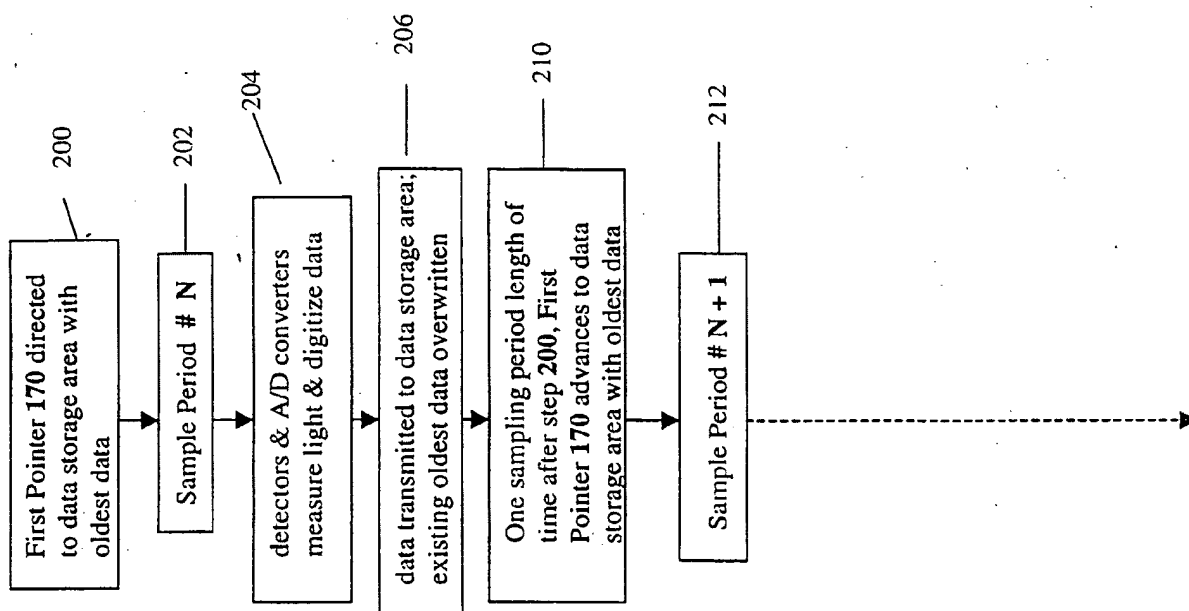 First Pointer 170 directed
to data storage area with
oldest data
200
Sample Period # N
202
detectors & A/D converters
measure light & digitize data
204
data transmitted to data storage area;
existing oldest data overwritten
206
One sampling period length of
time after step 200, First
Pointer 170 advances to data
storage area with oldest data
210
Sample Period # N + 1
212